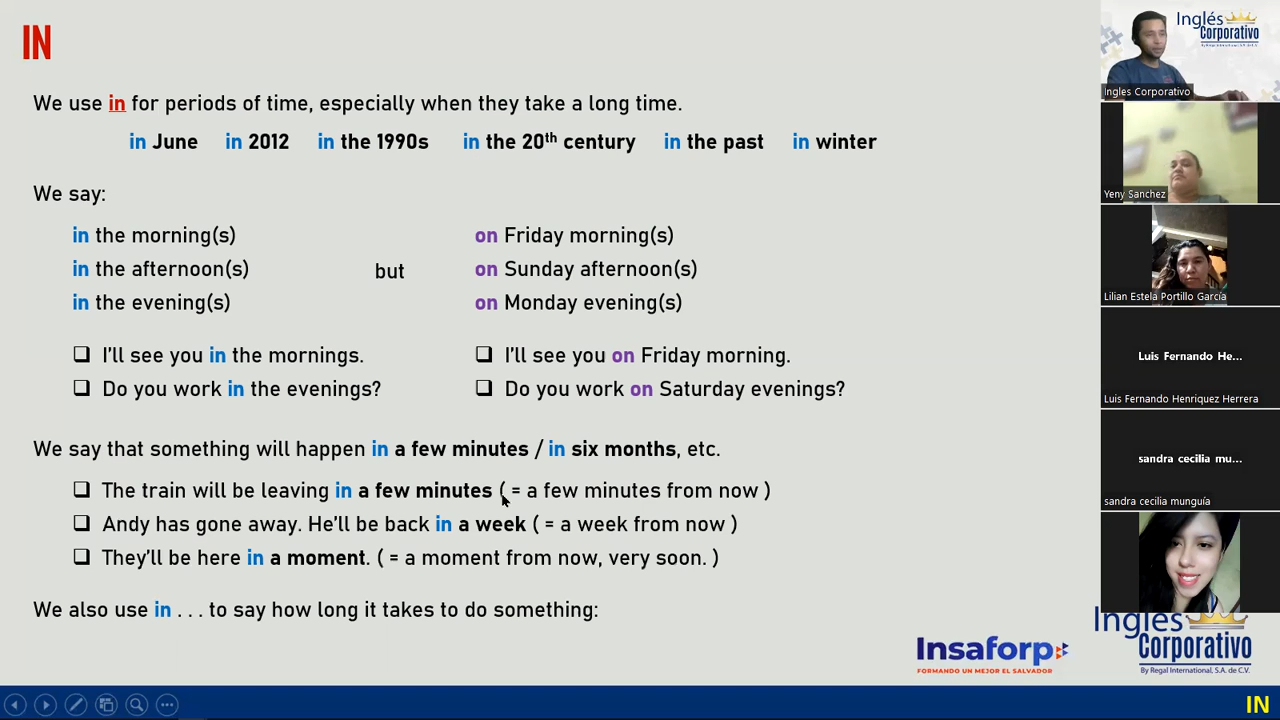 IN
We use in for periods of time, especially when they take a long time.
in June in 2012 in the 1990s in the 20th century in the past in winter
We say:
in the morning(s) on Friday morning(s)
in the afternoon(s) but on Sunday afternoon(s)
in the evening(s) on Monday evening(s)
❑ I'll see you in the mornings. ❑ I'll see you on Friday morning.
❑ Do you work in the evenings? ❑ Do you work on Saturday evenings?
We say that something will happen in a few minutes / in six months, etc.
❑ The train will be leaving in a few minutes ( = a few minutes from now )
❑ Andy has gone away. He'll be back in a week ( = a week from now )
❑ They'll be here in a moment. ( = a moment from now, very soon. )
We also use in . . . to say how long it takes to do something:
Insaforp
FORMANDO UN MEJOR EL SALVADOR
Inglés
Corporativo
By Regal International, S.A. de C.V.
IN
Inglés
Corporativo
By Regal International, S.A. de C.V.
Ingles Corporativo
Yeny Sanchez
Lilian Estela Portillo García
Luis Fernando He...
Luis Fernando Henriquez Herrera
sandra cecilia mu...
sandra cecilia munguía